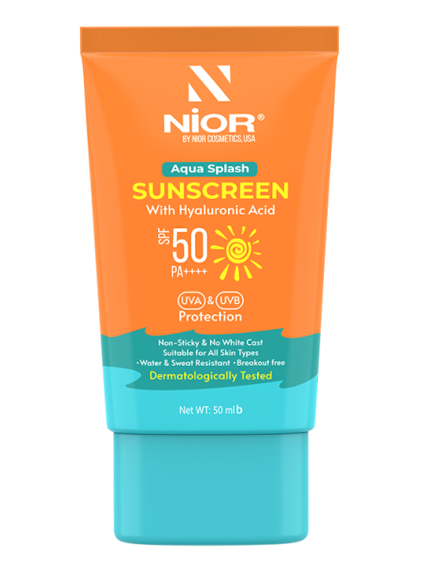 N
NiOR®
BY NIOR COSMETICS, USA
Aqua Splash
SUNSCREEN
With Hyaluronic Acid
SPF 50
PA++++
UVA & UVB
Protection
Non-Sticky & No White Cast
Suitable for All Skin Types
•Water & Sweat Resistant •Breakout free
Dermatologically Tested
Net WT: 50 mlb